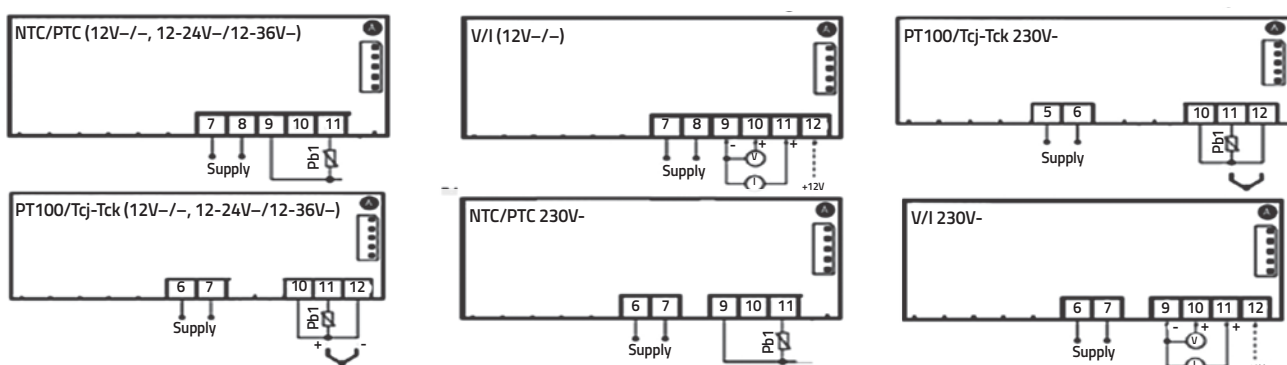 NTC/PTC (12V–/–, 12-24V–/12-36V–)
A
7 8 9 10 11
Supply
Pb1
V/I (12V–/–)
A
7 8 9 10 11 12
- + +
V
I
Supply
+12V
PT100/Tcj-Tck 230V-
A
5 6 10 11 12
Supply
Pb1
PT100/Tcj-Tck (12V–/–, 12-24V–/12-36V–)
A
6 7 10 11 12
Supply
Pb1
+ -
NTC/PTC 230V-
A
6 7 9 10 11
Supply
Pb1
V/I 230V-
A
6 7 9 10 11 12
- + +
V
I
Supply